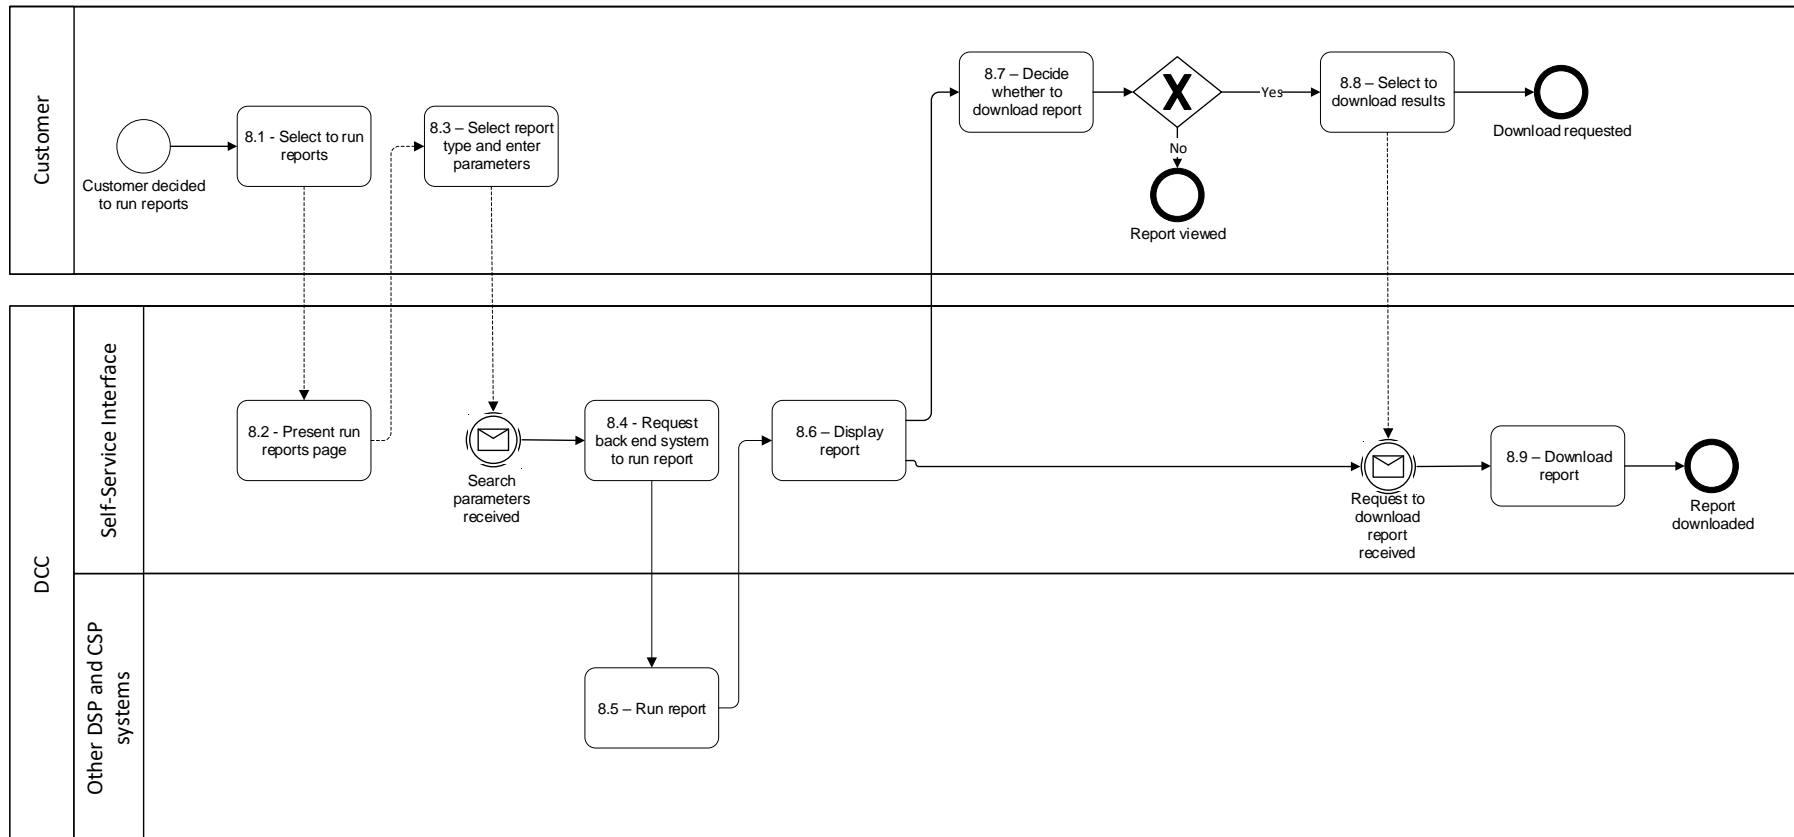 Customer
Customer decided
to run reports
8.1 - Select to run
reports
8.3 – Select report
type and enter
parameters
8.7 – Decide
whether to
download report
X
Yes
No
Report viewed
8.8 – Select to
download results
Download requested
DCC
Self-Service Interface
8.2 - Present run
reports page
Search
parameters
received
8.4 - Request
back end system
to run report
8.6 – Display
report
Request to
download
report
received
8.9 – Download
report
Report
downloaded
Other DSP and CSP
systems
8.5 – Run report